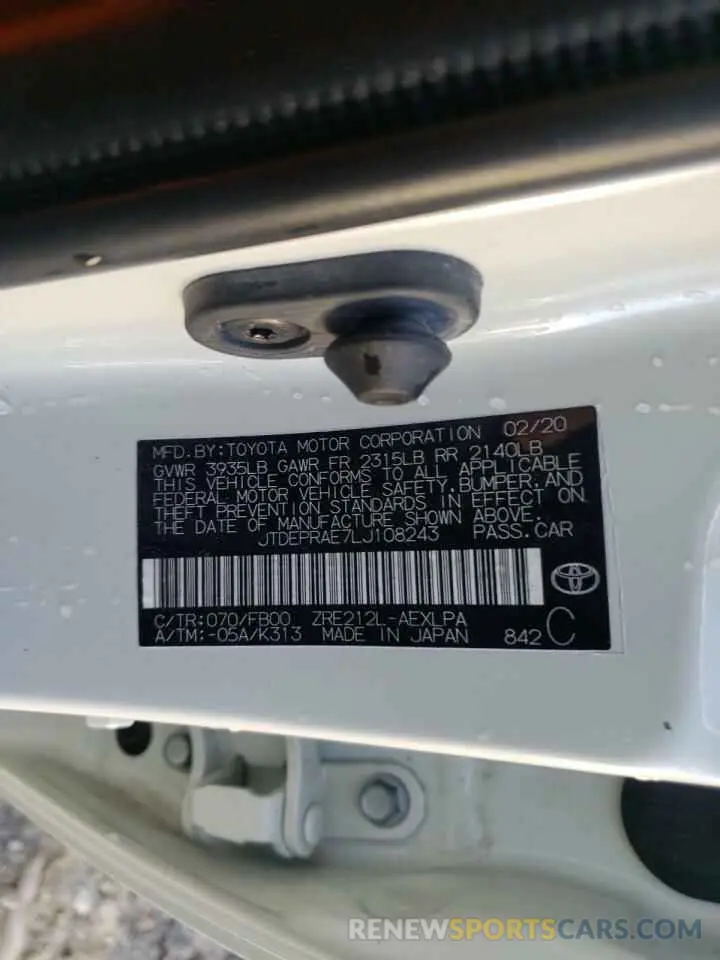 MFD.BY:TOYOTA MOTOR CORPORATION 02/20
GVWR 3935LB GAWR FR 2315LB RR 2140LB
THIS VEHICLE CONFORMS TO ALL APPLICABLE
FEDERAL MOTOR VEHICLE SAFETY, BUMPER, AND
THEFT PREVENTION STANDARDS IN EFFECT ON
THE DATE OF MANUFACTURE SHOWN ABOVE.
JTDEPRAE7LJ108243 PASS.CAR
C/TR:070/FB00 ZRE212L-AEXLPA
A/TM:-05A/K313 MADE IN JAPAN 842 C
RENEWSPORTSCARS.COM